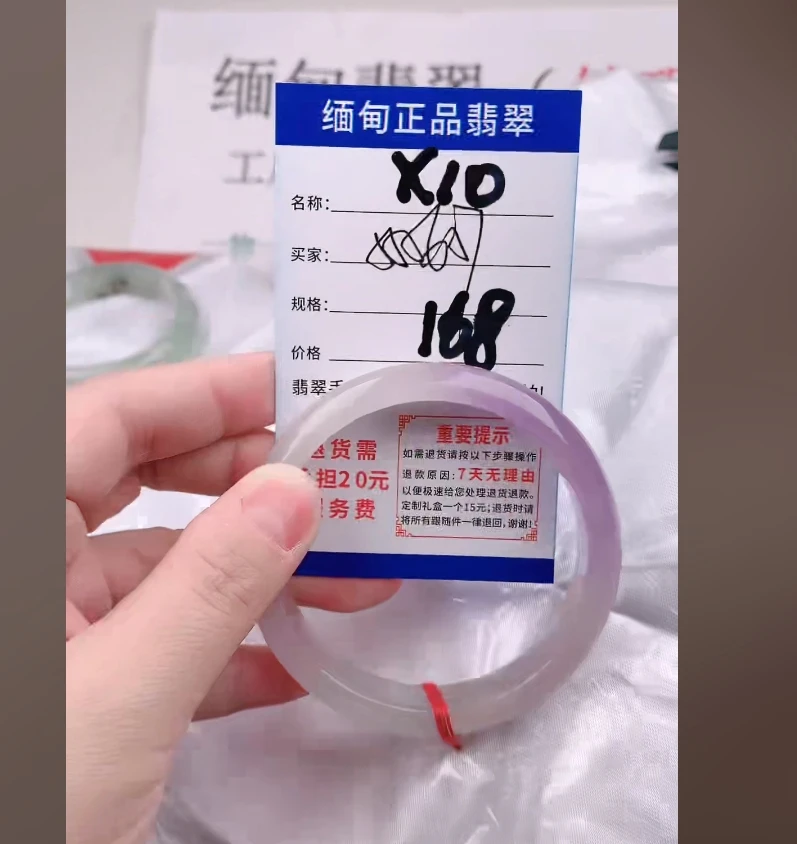 缅甸翡翠（
工
缅甸正品翡翠
名称: X10
买家:
规格:
价格 168
翡翠手
退货需
担20元
服务费
重要提示
如需退货请按以下步骤操作
退款原因:7天无理由
以便极速给您处理退货退款。
定制礼盒一个15元;退货时请
将所有跟随件一律退回,谢谢!